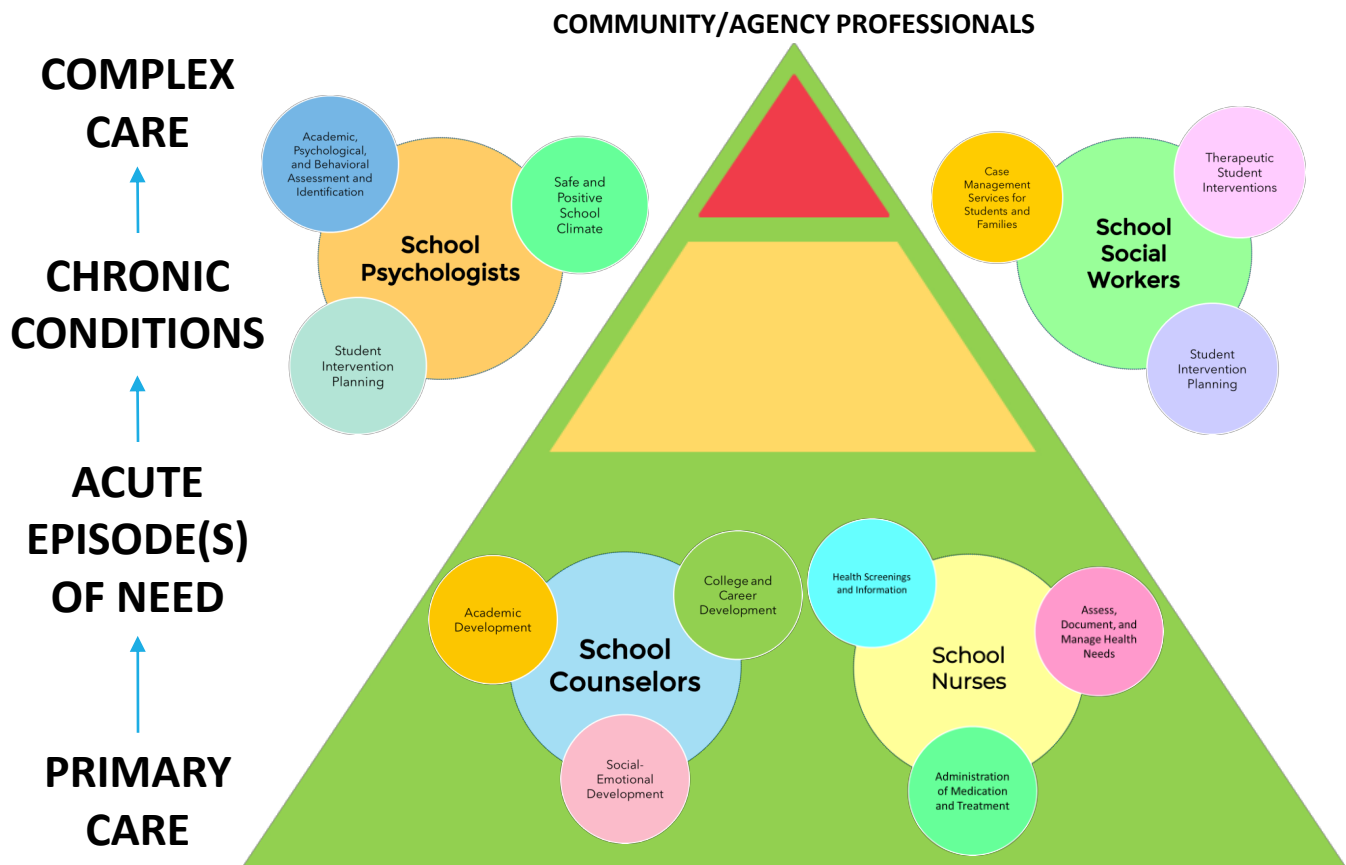 COMMUNITY/AGENCY PROFESSIONALS
COMPLEX
CARE
CHRONIC
CONDITIONS
ACUTE
EPISODE(S)
OF NEED
PRIMARY
CARE
Academic,
Psychological,
and Behavioral
Assessment and
Identification
Safe and
Positive
School
Climate
School
Psychologists
Student
Intervention
Planning
Case
Management
Services for
Students and
Families
Therapeutic
Student
Interventions
School
Social
Workers
Student
Intervention
Planning
Academic
Development
College and
Career
Development
School
Counselors
Social-
Emotional
Development
Health Screenings
and Information
Assess,
Document, and
Manage Health
Needs
School
Nurses
Administration
of Medication
and Treatment